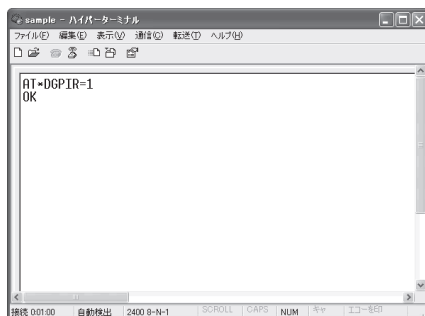 sample - ハイパーターミナル
ファイル(F) 編集(E) 表示(V) 通信(C) 転送(T) ヘルプ(H)
AT*DGPIR=1
OK
接続 0:01:00 自動検出 2400 8-N-1 SCROLL CAPS NUM キャ エコーを印